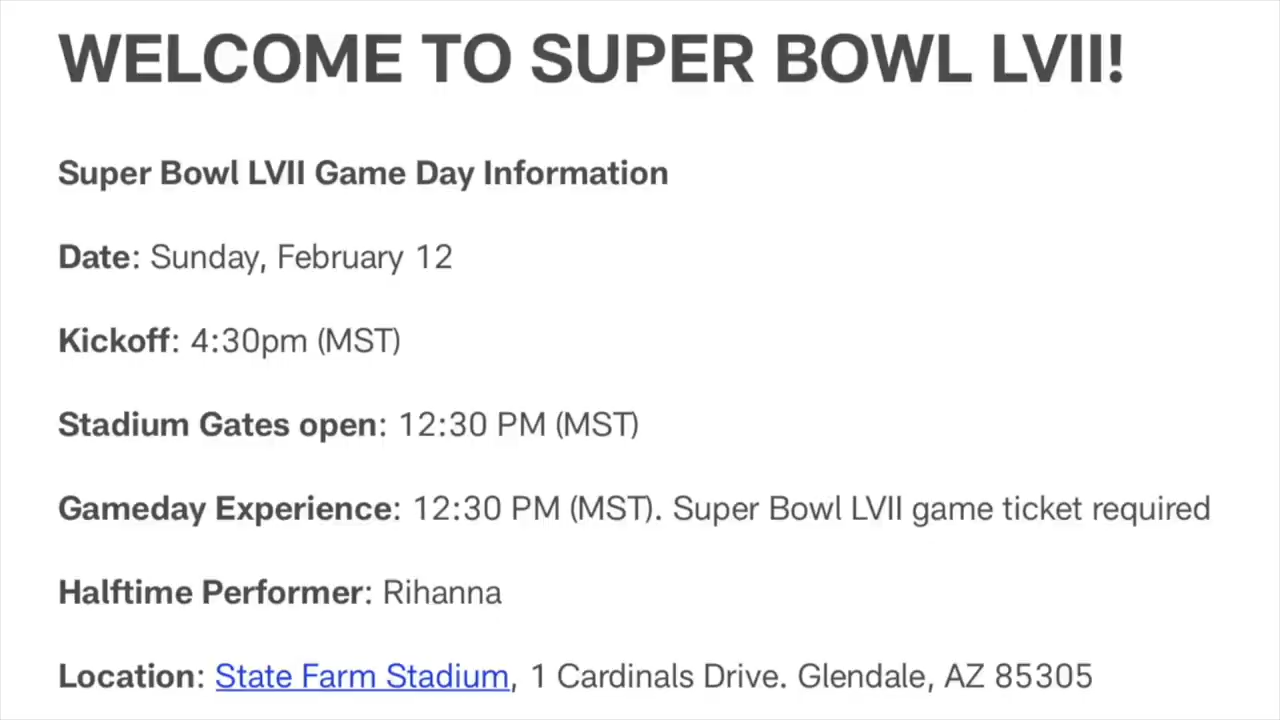 WELCOME TO SUPER BOWL LVII!
Super Bowl LVII Game Day Information
Date: Sunday, February 12
Kickoff: 4:30pm (MST)
Stadium Gates open: 12:30 PM (MST)
Gameday Experience: 12:30 PM (MST). Super Bowl LVII game ticket required
Halftime Performer: Rihanna
Location: State Farm Stadium, 1 Cardinals Drive. Glendale, AZ 85305